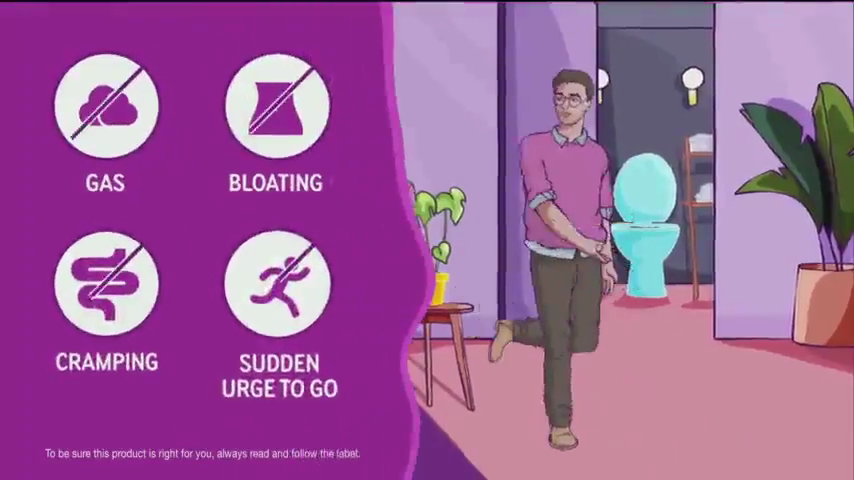 GAS
BLOATING
CRAMPING
SUDDEN
URGE TO GO
To be sure this product is right for you, always read and follow the label.